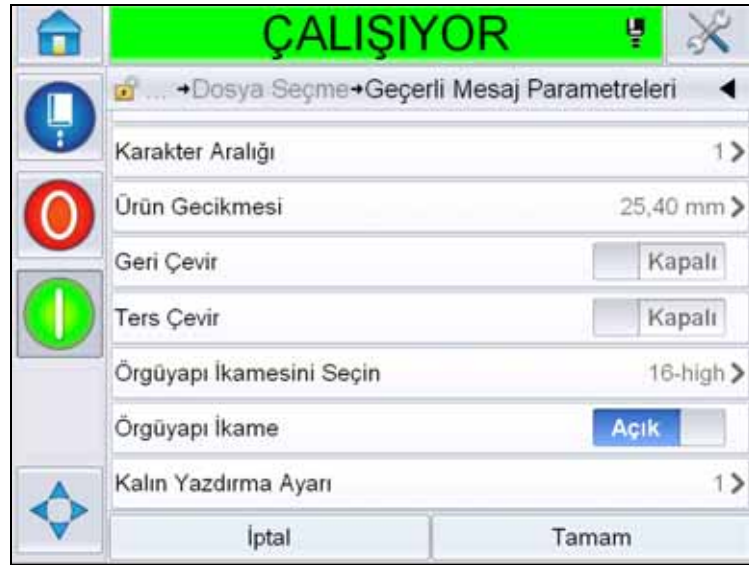 ÇALIŞIYOR
... →Dosya Seçme→Geçerli Mesaj Parametreleri
Karakter Aralığı 1
Ürün Gecikmesi 25,40 mm
Geri Çevir Kapalı
Ters Çevir Kapalı
Örgüyapı İkamesini Seçin 16-high
Örgüyapı İkame Açık
Kalın Yazdırma Ayarı 1
İptal Tamam